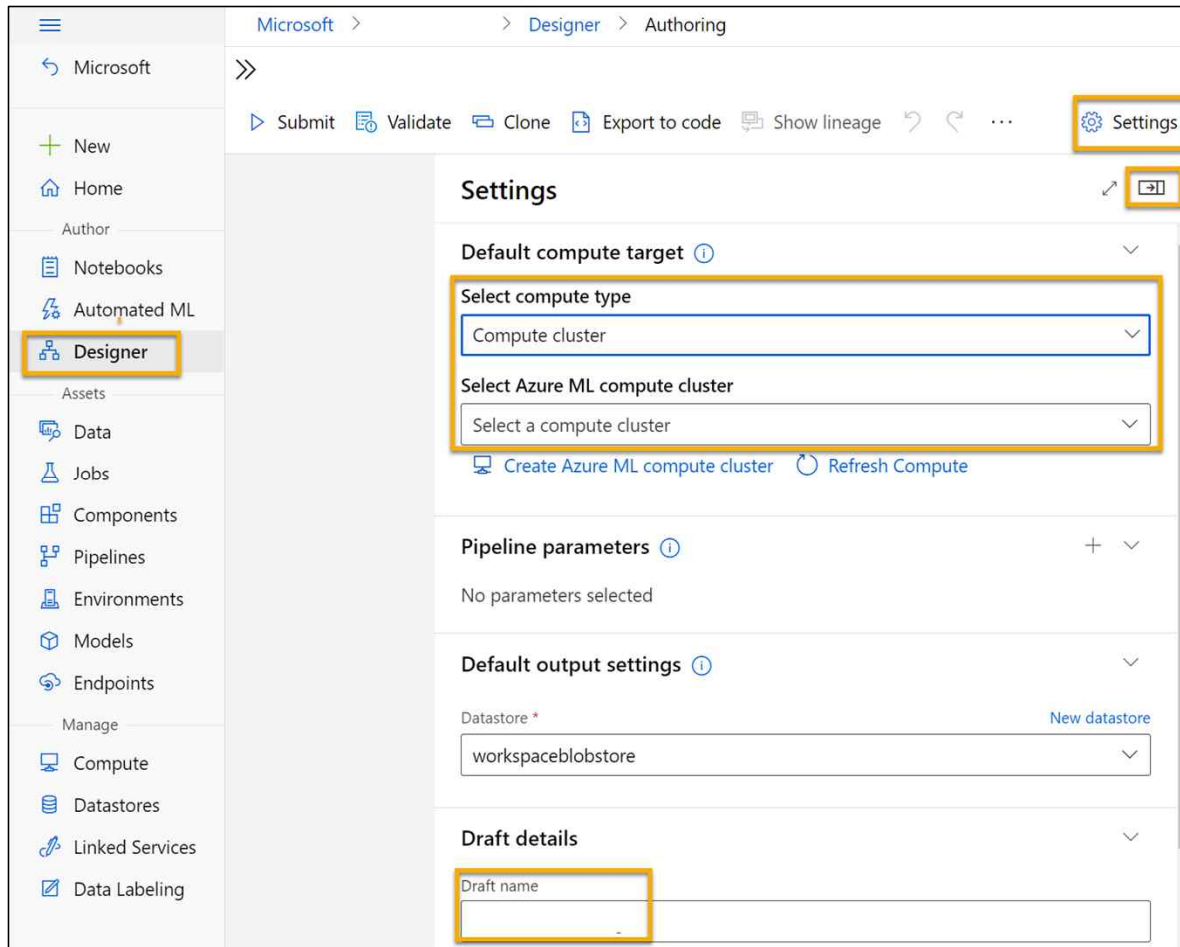 Microsoft > > Designer > Authoring
Microsoft
Submit Validate Clone Export to code Show lineage ... Settings
New
Home
Author
Notebooks
Automated ML
Designer
Assets
Data
Jobs
Components
Pipelines
Environments
Models
Endpoints
Manage
Compute
Datastores
Linked Services
Data Labeling
Settings
Default compute target
Select compute type
Compute cluster
Select Azure ML compute cluster
Select a compute cluster
Create Azure ML compute cluster Refresh Compute
Pipeline parameters
No parameters selected
Default output settings
Datastore * New datastore
workspaceblobstore
Draft details
Draft name